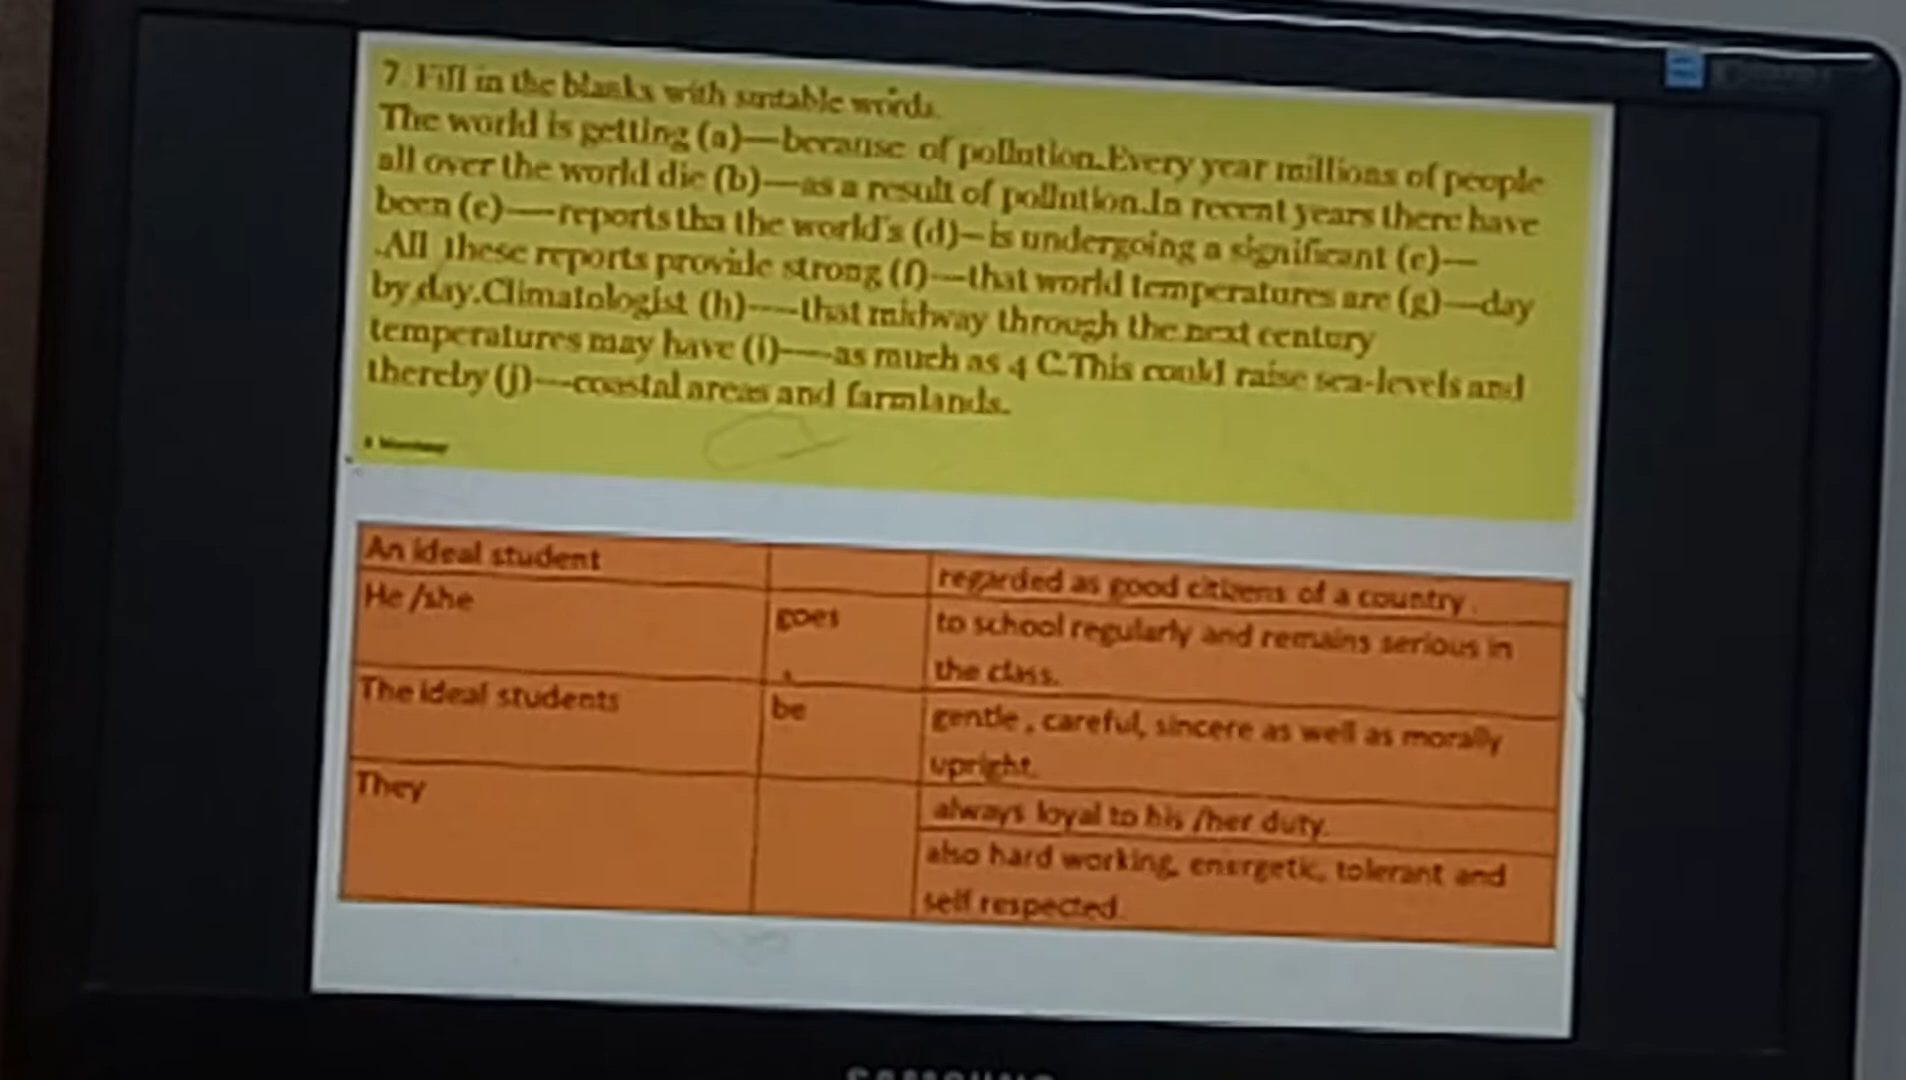 7. Fill in the blanks with suitable words.
The world is getting (a)—because of pollution.Every year millions of people
all over the world die (b)—as a result of pollution.In recent years there have
been (c)—reports tha the world's (d)–is undergoing a significant (e)—
.All these reports provide strong (f)—that world temperatures are (g)—day
by day.Climatologist (h)----that midway through the next century
temperatures may have (i)—as much as 4 C.This could raise sea-levels and
thereby (j)—coastal areas and farmlands.
An ideal student regarded as good citizens of a country.
He /she goes to school regularly and remains serious in
the class.
The ideal students be gentle , careful, sincere as well as morally
upright.
They always loyal to his /her duty.
also hard working, energetic, tolerant and
self respected.
SAMSUNG